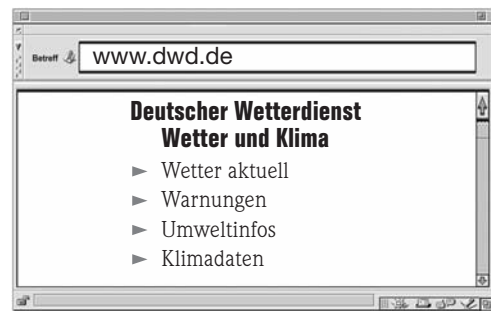 Betreff www.dwd.de
Deutscher Wetterdienst
Wetter und Klima
► Wetter aktuell
► Warnungen
► Umweltinfos
► Klimadaten